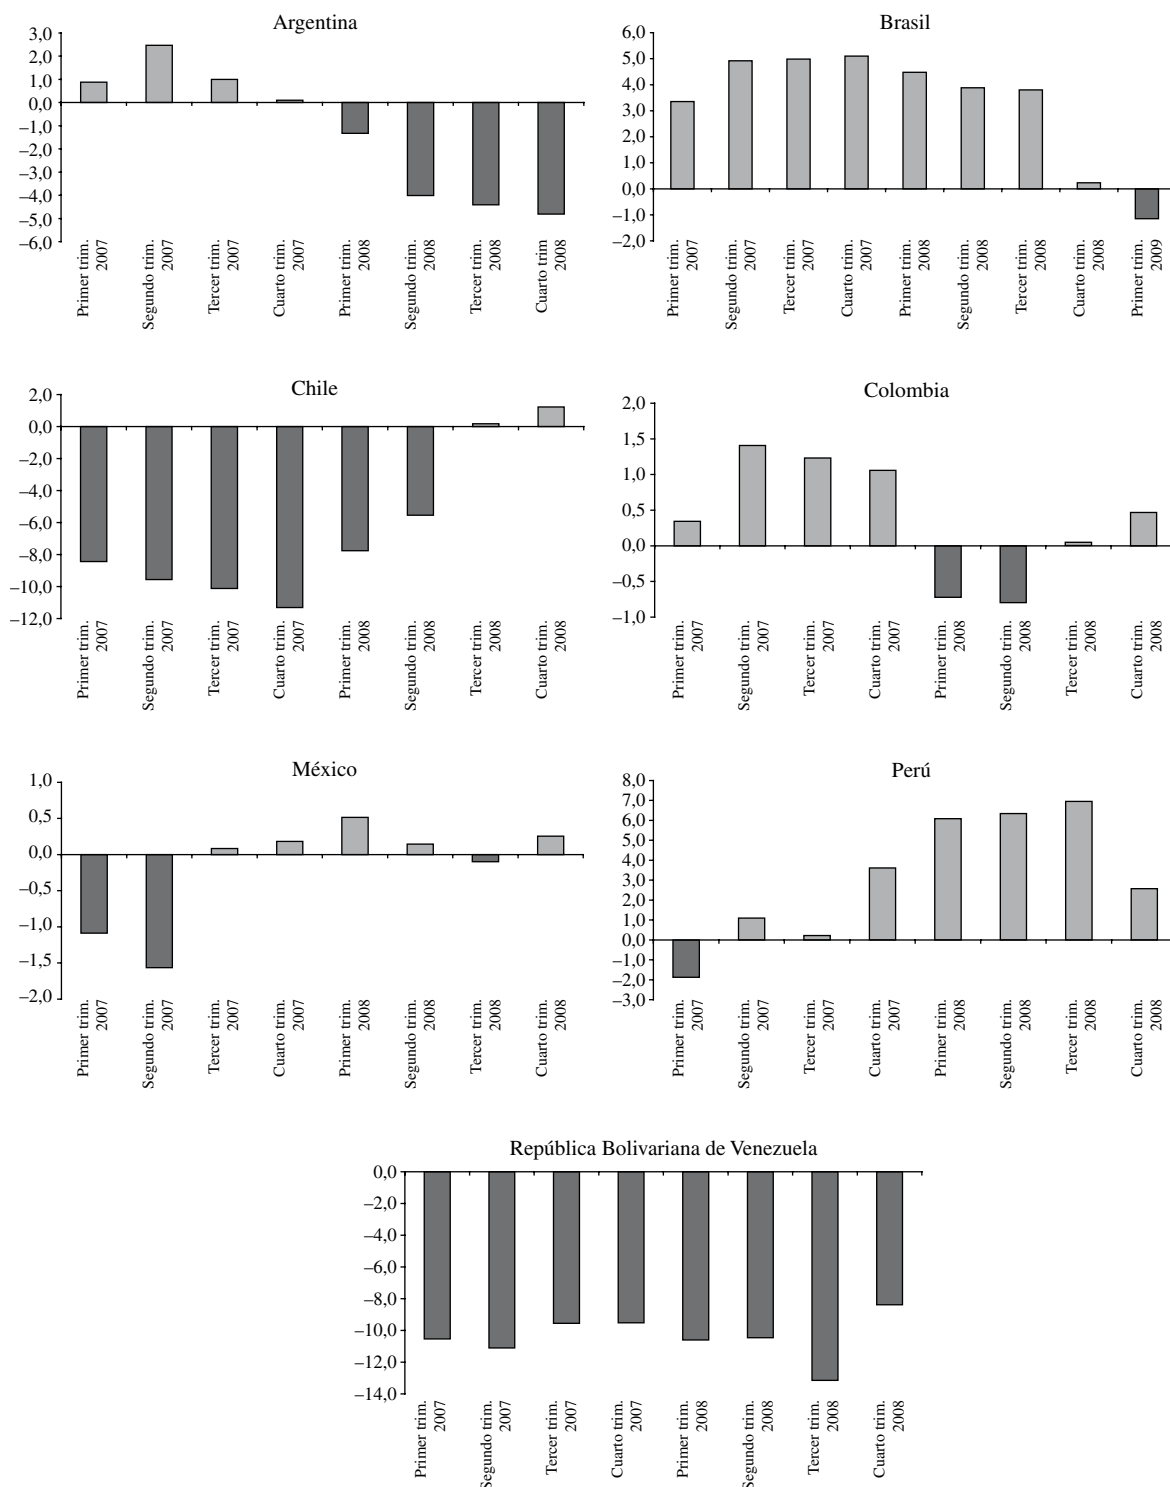 Argentina
3,0
2,0
1,0
0,0
–1,0
–2,0
–3,0
–4,0
–5,0
–6,0
Primer trim.
2007
Segundo trim.
2007
Tercer trim.
2007
Cuarto trim.
2007
Primer trim.
2008
Segundo trim.
2008
Tercer trim.
2008
Cuarto trim
2008
Brasil
6,0
5,0
4,0
3,0
2,0
1,0
0,0
–1,0
–2,0
Primer trim.
2007
Segundo trim.
2007
Tercer trim.
2007
Cuarto trim.
2007
Primer trim.
2008
Segundo trim.
2008
Tercer trim.
2008
Cuarto trim.
2008
Primer trim.
2009
Chile
2,0
0,0
–2,0
–4,0
–6,0
–8,0
–10,0
–12,0
Primer trim.
2007
Segundo trim.
2007
Tercer trim.
2007
Cuarto trim.
2007
Primer trim.
2008
Segundo trim.
2008
Tercer trim.
2008
Cuarto trim.
2008
Colombia
2,0
1,5
1,0
0,5
0,0
–0,5
–1,0
Primer trim.
2007
Segundo trim.
2007
Tercer trim.
2007
Cuarto trim.
2007
Primer trim.
2008
Segundo trim.
2008
Tercer trim.
2008
Cuarto trim.
2008
México
1,0
0,5
0,0
–0,5
–1,0
–1,5
–2,0
Primer trim.
2007
Segundo trim.
2007
Tercer trim.
2007
Cuarto trim.
2007
Primer trim.
2008
Segundo trim.
2008
Tercer trim.
2008
Cuarto trim.
2008
Perú
8,0
7,0
6,0
5,0
4,0
3,0
2,0
1,0
0,0
–1,0
–2,0
–3,0
Primer trim.
2007
Segundo trim.
2007
Tercer trim.
2007
Cuarto trim.
2007
Primer trim.
2008
Segundo trim.
2008
Tercer trim.
2008
Cuarto trim.
2008
República Bolivariana de Venezuela
0,0
–2,0
–4,0
–6,0
–8,0
–10,0
–12,0
–14,0
Primer trim.
2007
Segundo trim.
2007
Tercer trim.
2007
Cuarto trim.
2007
Primer trim.
2008
Segundo trim.
2008
Tercer trim.
2008
Cuarto trim.
2008